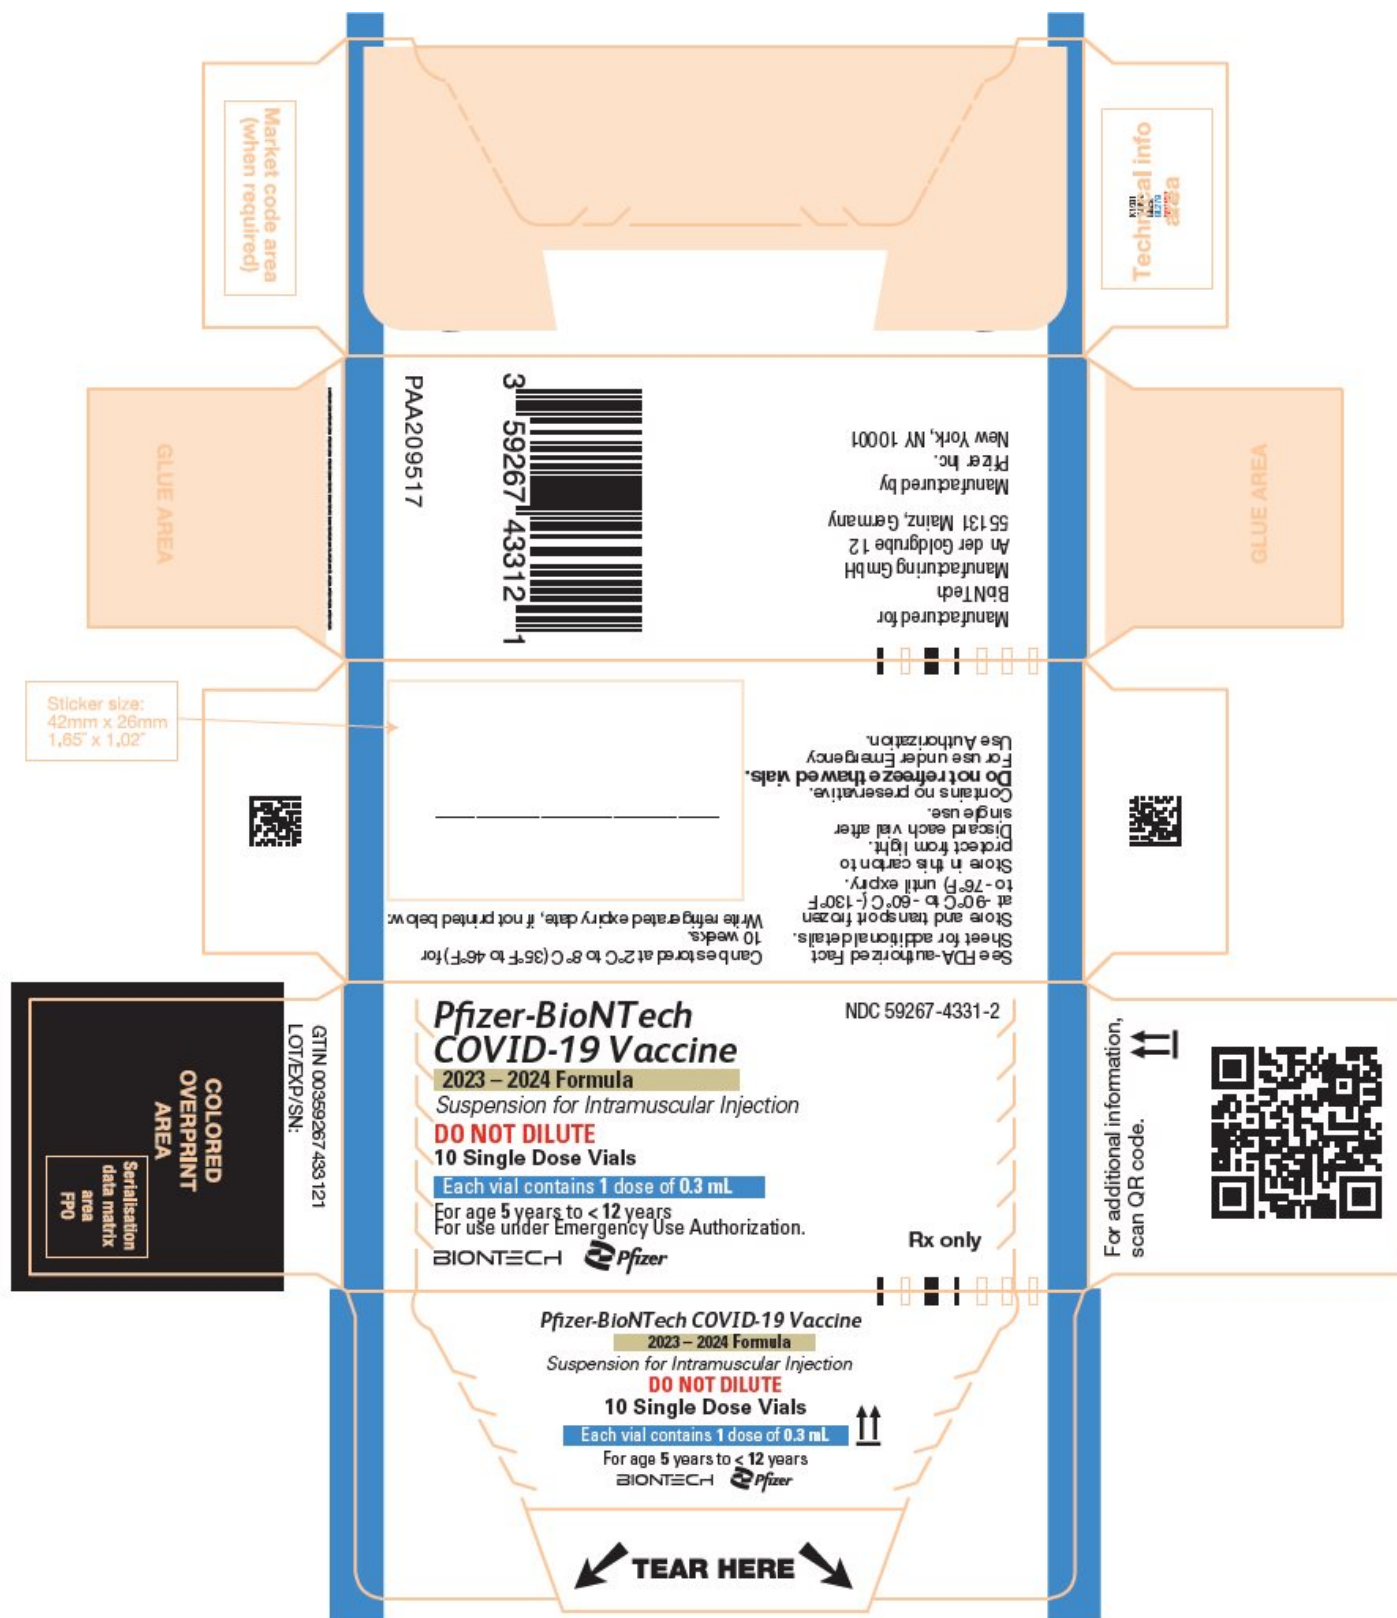 Market code area
(when required)
Technical info
area
GLUE AREA
PAA209517
3 59267 43312 1
Manufactured for
BioNTech
Manufacturing GmbH
An der Goldgrube 12
55131 Mainz, Germany
Manufactured by
Pfizer Inc.
New York, NY 10001
GLUE AREA
Sticker size:
42mm x 26mm
1,65" x 1,02"
See FDA-authorized Fact
Sheet for additional details.
Store and transport frozen
at -90°C to -60°C (-130°F
to -76°F) until expiry.
Store in this carton to
protect from light.
Discard each vial after
single use.
Contains no preservative.
Do not refreeze thawed vials.
For use under Emergency
Use Authorization.
Can be stored at 2°C to 8°C (35°F to 46°F) for
10 weeks.
Write refrigerated expiry date, if not printed below:
COLORED
OVERPRINT
AREA
Serialisation
data matrix
area
FPO
GTIN 00359267433121
LOT/EXP/SN:
Pfizer-BioNTech
COVID-19 Vaccine
NDC 59267-4331-2
2023 – 2024 Formula
Suspension for Intramuscular Injection
DO NOT DILUTE
10 Single Dose Vials
Each vial contains 1 dose of 0.3 mL
For age 5 years to < 12 years
For use under Emergency Use Authorization.
BIONTECH Pfizer
Rx only
For additional information,
scan QR code.
Pfizer-BioNTech COVID-19 Vaccine
2023 – 2024 Formula
Suspension for Intramuscular Injection
DO NOT DILUTE
10 Single Dose Vials
Each vial contains 1 dose of 0.3 mL
For age 5 years to < 12 years
BIONTECH Pfizer
TEAR HERE